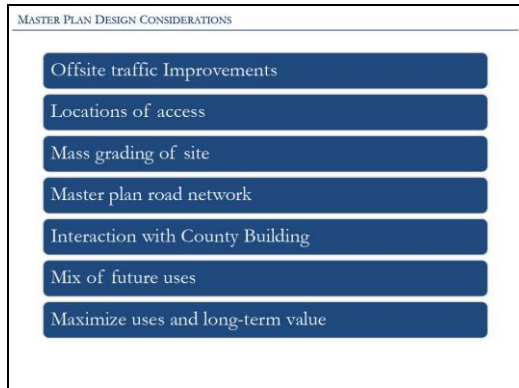 MASTER PLAN DESIGN CONSIDERATIONS
Offsite traffic Improvements
Locations of access
Mass grading of site
Master plan road network
Interaction with County Building
Mix of future uses
Maximize uses and long-term value